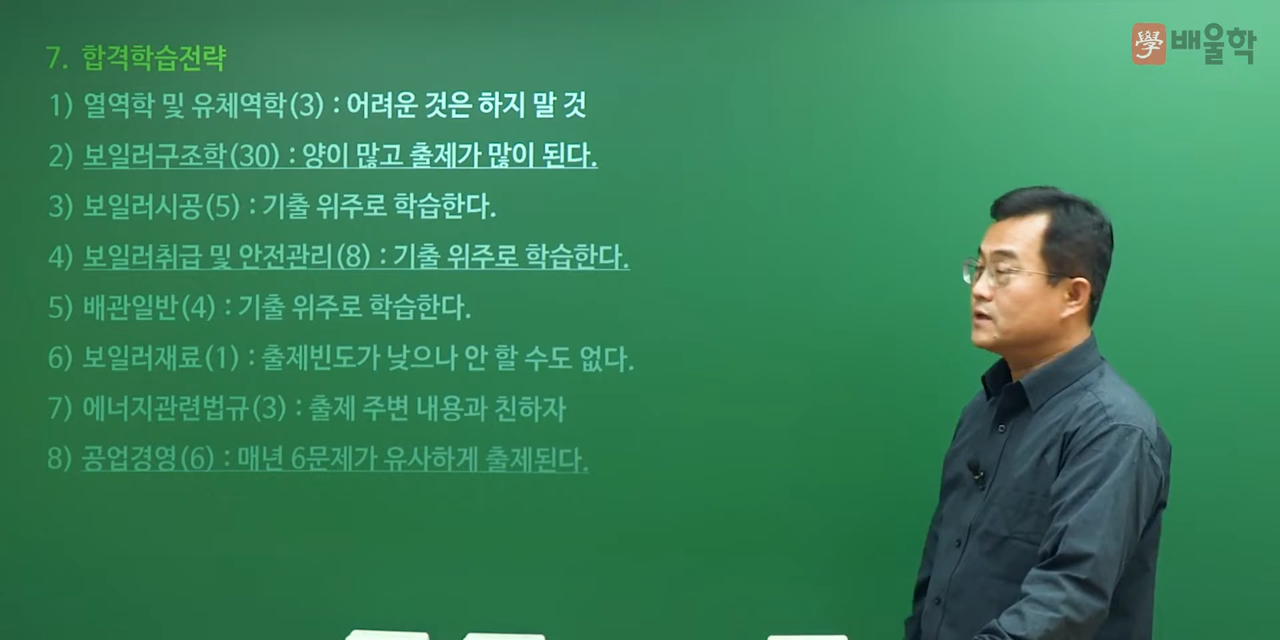 學 배울학
7. 합격학습전략
1) 열역학 및 유체역학(3) : 어려운 것은 하지 말 것
2) 보일러구조학(30) : 양이 많고 출제가 많이 된다.
3) 보일러시공(5) : 기출 위주로 학습한다.
4) 보일러취급 및 안전관리(8) : 기출 위주로 학습한다.
5) 배관일반(4) : 기출 위주로 학습한다.
6) 보일러재료(1) : 출제빈도가 낮으나 안 할 수도 없다.
7) 에너지관련법규(3) : 출제 주변 내용과 친하자
8) 공업경영(6) : 매년 6문제가 유사하게 출제된다.